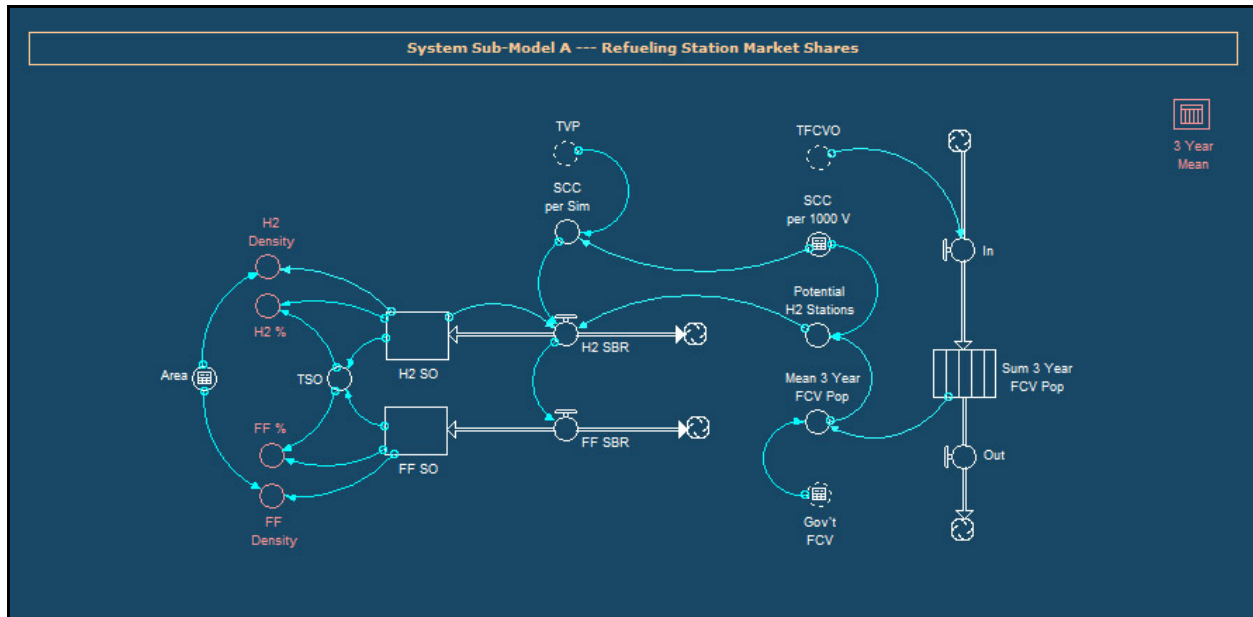 System Sub-Model A --- Refueling Station Market Shares
TVP
TFCVO
3 Year
Mean
SCC
per Sim
SCC
per 1000 V
H2
Density
In
Potential
H2 Stations
H2 %
H2 SBR
Area
TSO
H2 SO
Mean 3 Year
FCV Pop
Sum 3 Year
FCV Pop
FF %
FF SBR
FF SO
Out
FF
Density
Gov't
FCV